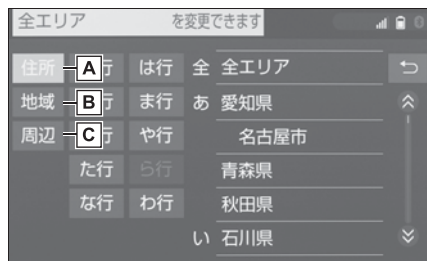 全エリア を変更できます
住所 A 行 は行 全 全エリア
地域 B 行 ま行 あ 愛知県
周辺 C 行 や行 名古屋市
た行 ら行 青森県
な行 わ行 秋田県
い 石川県